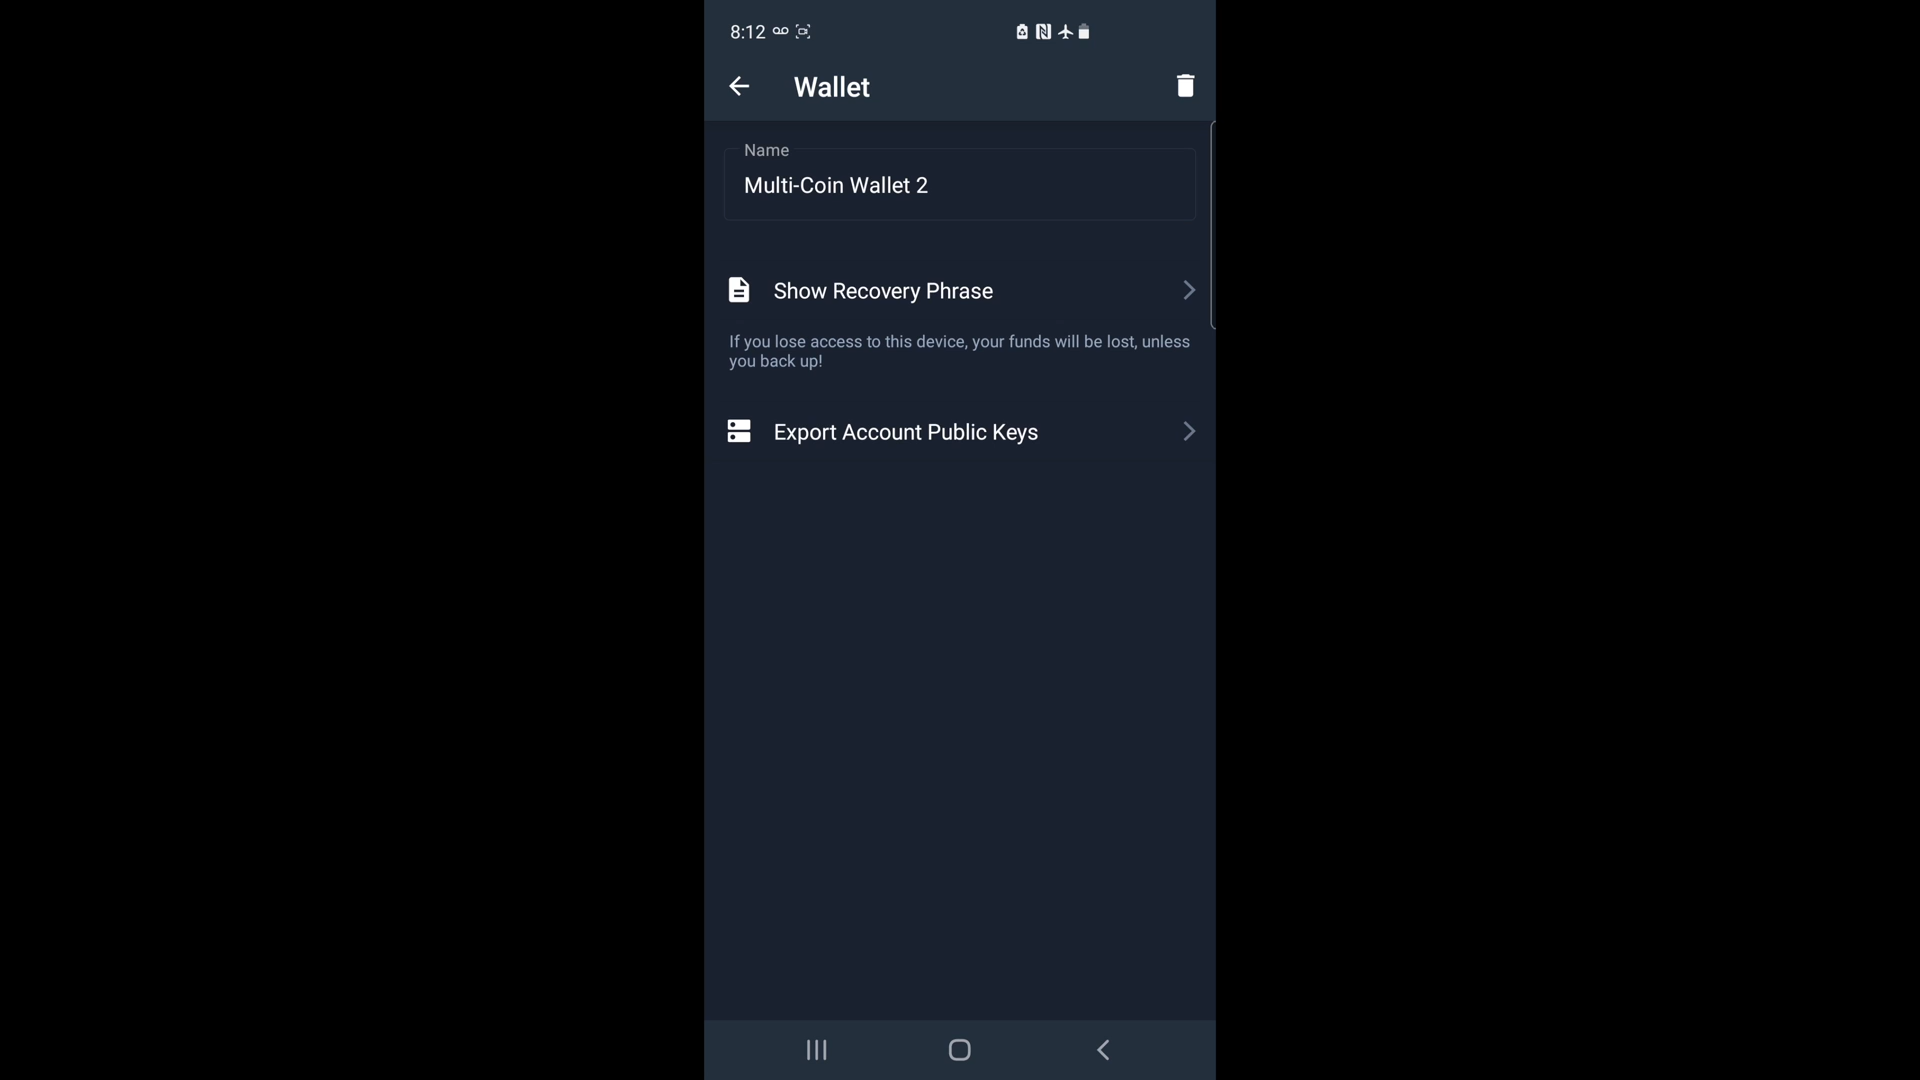 8:12
Wallet
Name
Multi-Coin Wallet 2
Show Recovery Phrase
If you lose access to this device, your funds will be lost, unless
you back up!
Export Account Public Keys